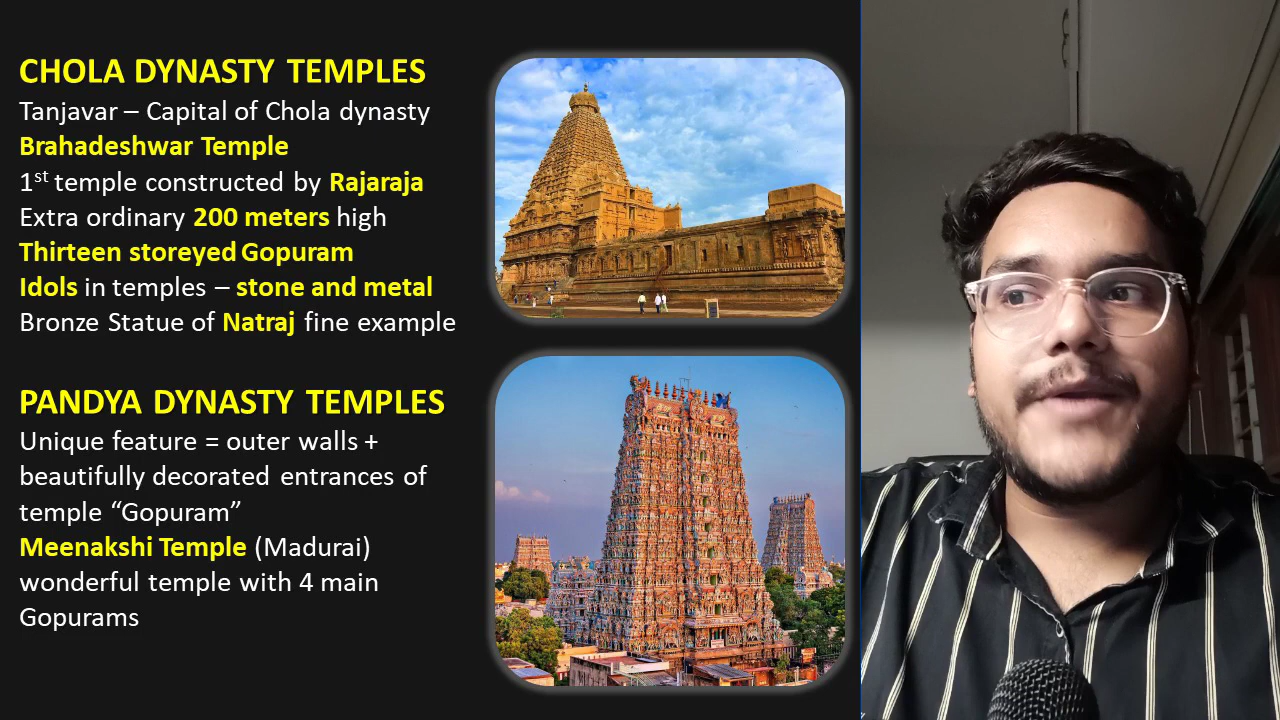 CHOLA DYNASTY TEMPLES
Tanjavar – Capital of Chola dynasty
Brahadeshwar Temple
1st temple constructed by Rajaraja
Extra ordinary 200 meters high
Thirteen storeyed Gopuram
Idols in temples – stone and metal
Bronze Statue of Natraj fine example
PANDYA DYNASTY TEMPLES
Unique feature = outer walls +
beautifully decorated entrances of
temple “Gopuram”
Meenakshi Temple (Madurai)
wonderful temple with 4 main
Gopurams